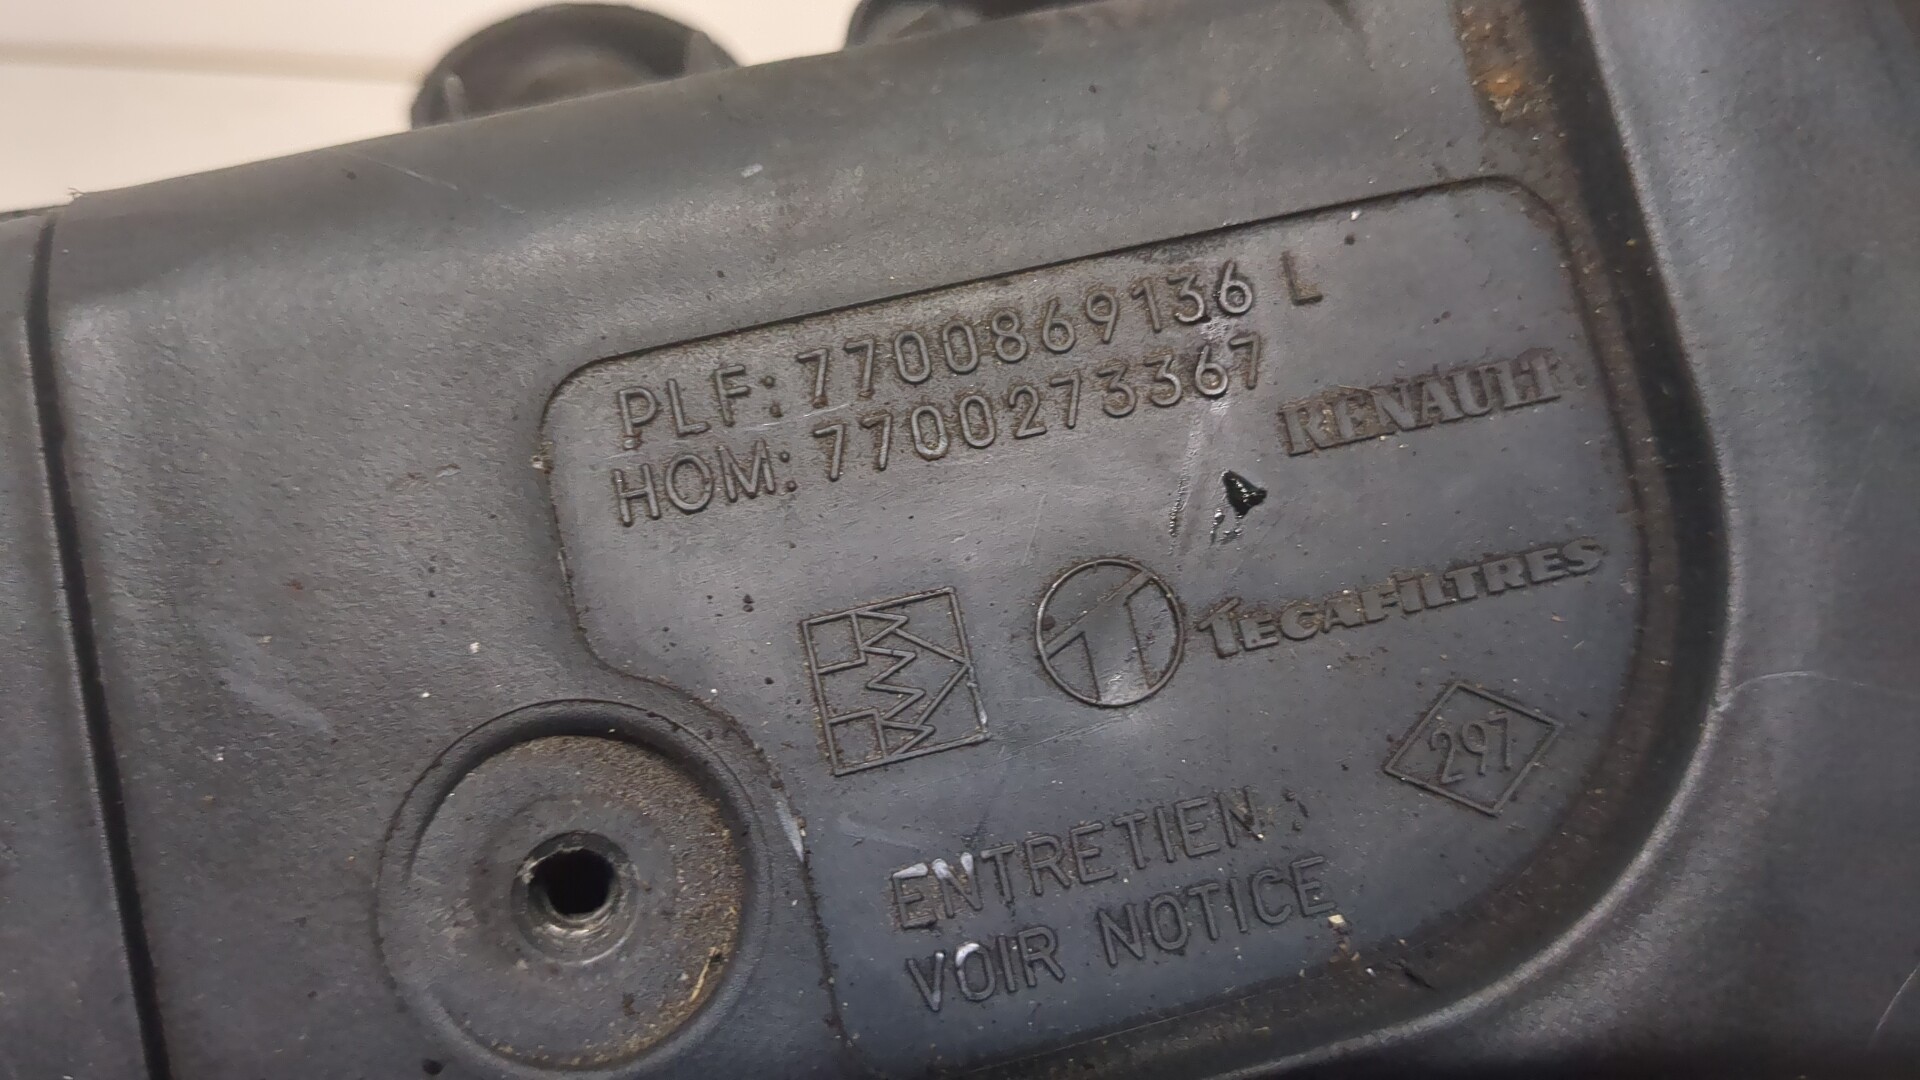 PLF: 7700869136 L
HOM: 7700273367
RENAULT
TECAFILTRES
297
ENTRETIEN :
VOIR NOTICE